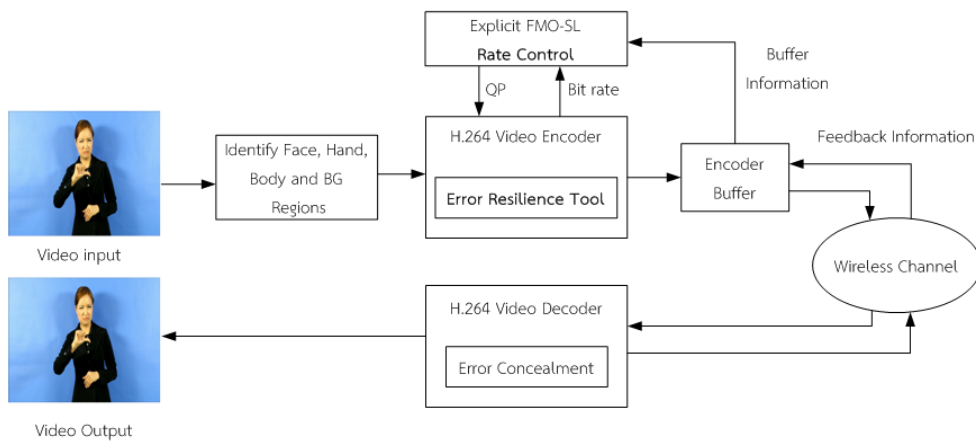 Explicit FMO-SL
Rate Control
Buffer
Information
QP
Bit rate
H.264 Video Encoder
Error Resilience Tool
Identify Face, Hand,
Body and BG
Regions
Encoder
Buffer
Feedback Information
Video input
Wireless Channel
H.264 Video Decoder
Error Concealment
Video Output